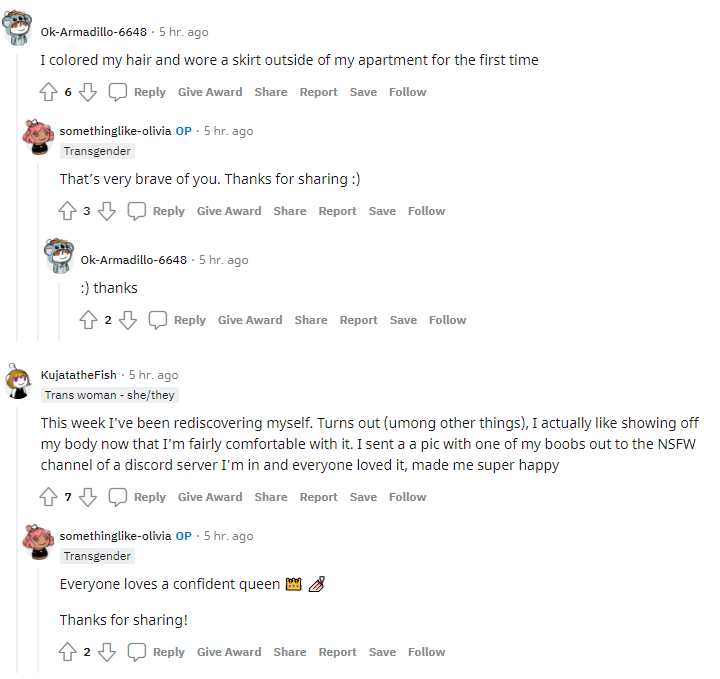 Ok-Armadillo-6648 · 5 hr. ago
I colored my hair and wore a skirt outside of my apartment for the first time
6 Reply Give Award Share Report Save Follow
somethinglike-olivia OP · 5 hr. ago
Transgender
That's very brave of you. Thanks for sharing :)
3 Reply Give Award Share Report Save Follow
Ok-Armadillo-6648 · 5 hr. ago
:) thanks
2 Reply Give Award Share Report Save Follow
KujatatheFish · 5 hr. ago
Trans woman - she/they
This week I've been rediscovering myself. Turns out (umong other things), I actually like showing off
my body now that I'm fairly comfortable with it. I sent a a pic with one of my boobs out to the NSFW
channel of a discord server I'm in and everyone loved it, made me super happy
7 Reply Give Award Share Report Save Follow
somethinglike-olivia OP · 5 hr. ago
Transgender
Everyone loves a confident queen 👑 💅
Thanks for sharing!
2 Reply Give Award Share Report Save Follow